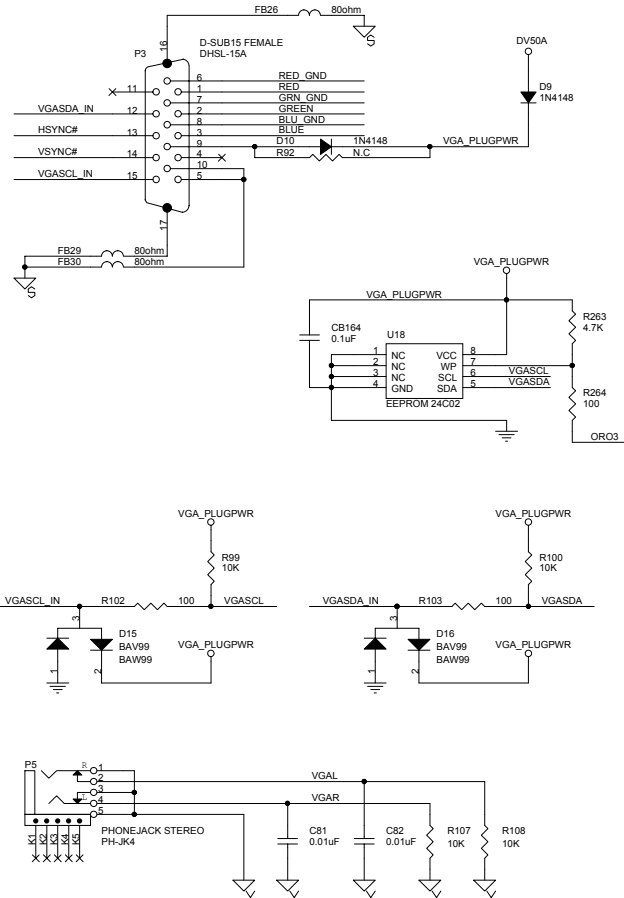 FB26 80ohm
S
DV50A
16
P3
D-SUB15 FEMALE
DHSL-15A
D9
1N4148
6 RED_GND
11 1 RED
7 GRN_GND
VGASDA_IN 12 2 GREEN
8 BLU_GND
HSYNC# 13 3 BLUE
9 D10 1N4148 VGA_PLUGPWR
VSYNC# 14 4 R92 N.C
10
VGASCL_IN 15 5
17
FB29 80ohm
FB30 80ohm
S
VGA_PLUGPWR
VGA_PLUGPWR
CB164
0.1uF
R263
4.7K
U18
1 NC VCC 8
2 NC WP 7
3 NC SCL 6 VGASCL
4 GND SDA 5 VGASDA
EEPROM 24C02
R264
100
ORO3
VGA_PLUGPWR VGA_PLUGPWR
R99
10K
R100
10K
VGASCL_IN R102 100 VGASCL
VGASDA_IN R103 100 VGASDA
3
D15
BAV99
BAW99
1 2
VGA_PLUGPWR
3
D16
BAV99
BAW99
1 2
VGA_PLUGPWR
P5
R 1
2 VGAL
3
L 4 VGAR
5
K1 K2 K3 K4 K5
PHONEJACK STEREO
PH-JK4
C81
0.01uF
C82
0.01uF
R107
10K
R108
10K